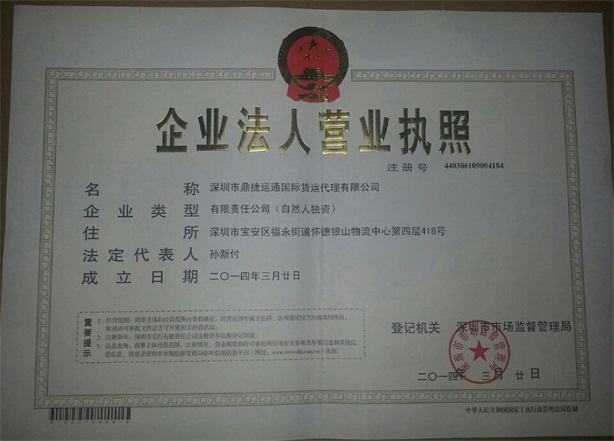 企业法人营业执照
注册号 440306109004184
名称 深圳市鼎捷运通国际货运代理有限公司
企业类型 有限责任公司（自然人独资）
住所 深圳市宝安区福永街道怀德银山物流中心第四层418号
法定代表人 孙新付
成立日期 二〇一四年三月廿日
重要提示
登记机关 深圳市市场监督管理局
二〇一四年 三月 廿日
中华人民共和国国家工商行政管理总局监制